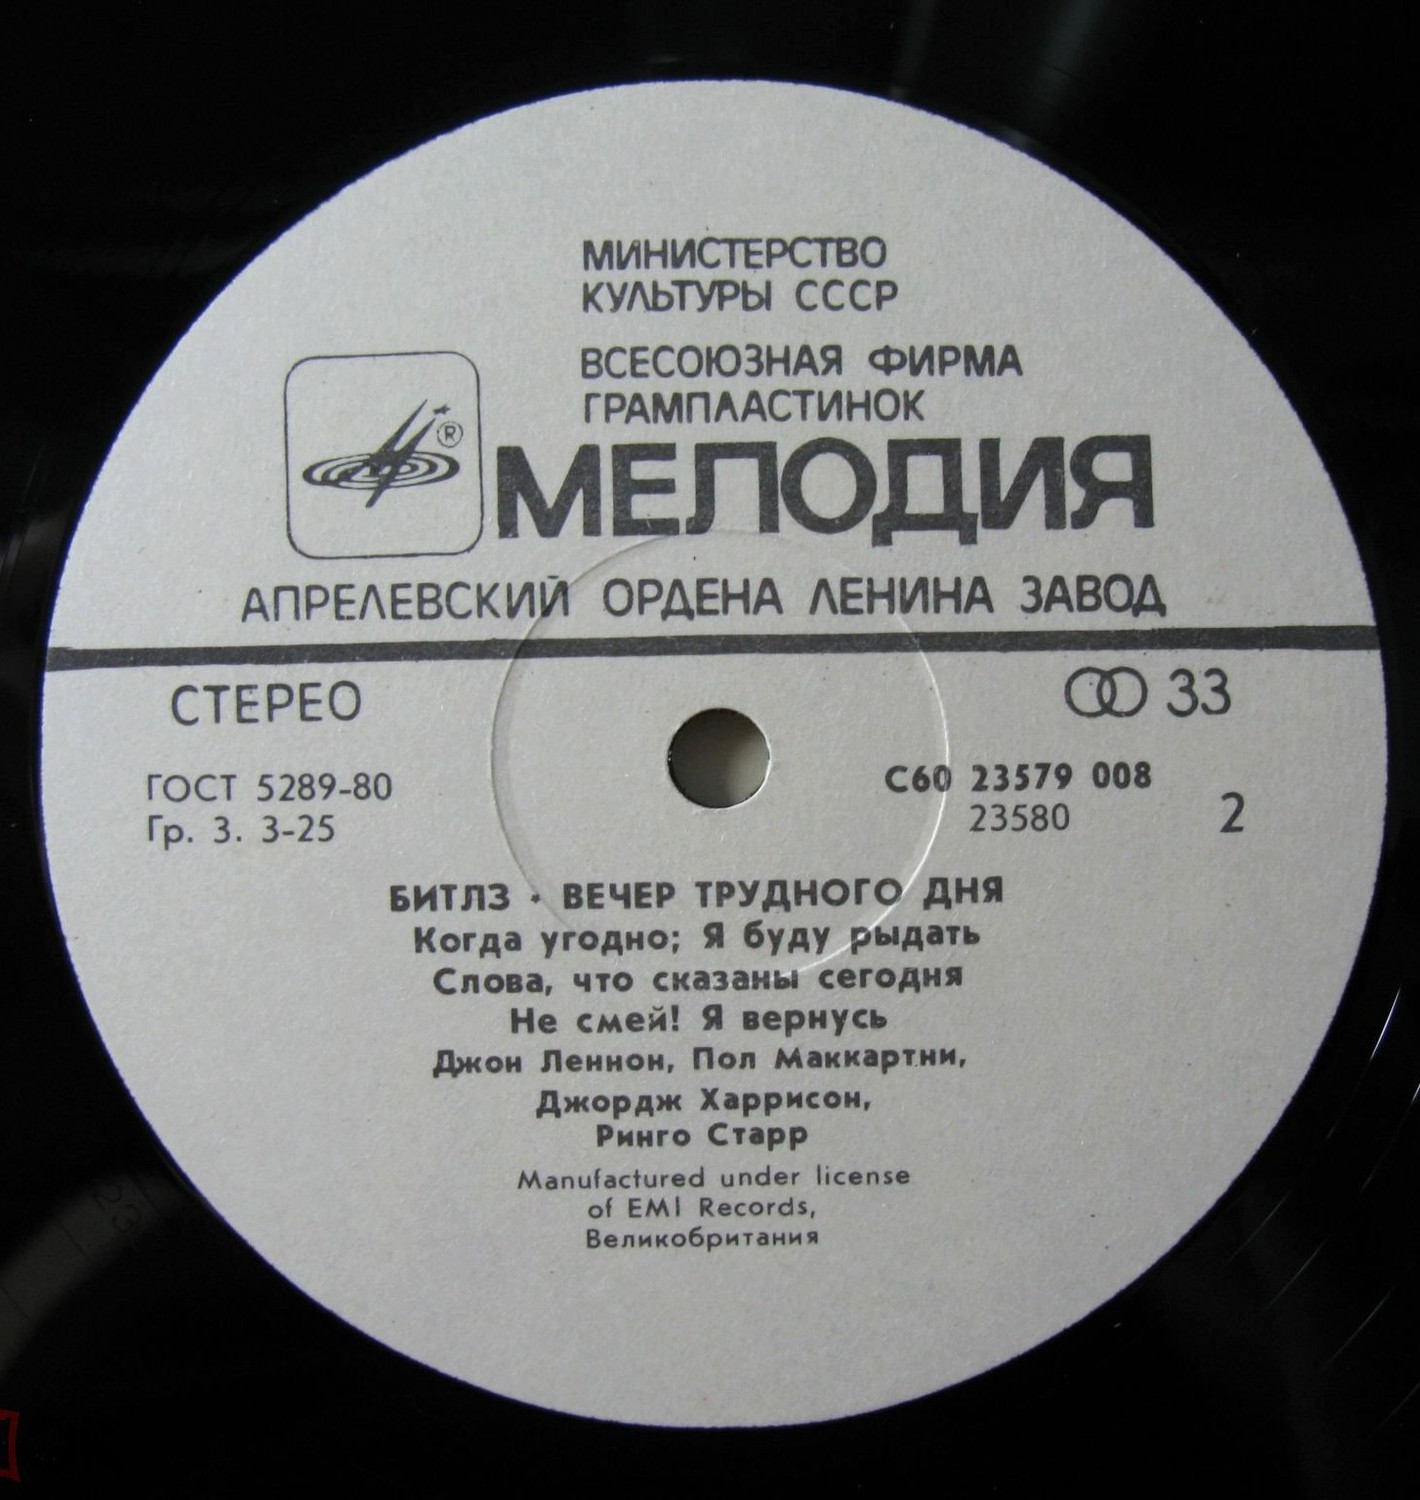 МИНИСТЕРСТВО
КУЛЬТУРЫ СССР
ВСЕСОЮЗНАЯ ФИРМА
ГРАМПЛАСТИНОК
®
МЕЛОДИЯ
АПРЕЛЕВСКИЙ ОРДЕНА ЛЕНИНА ЗАВОД
СТЕРЕО
33
ГОСТ 5289-80
Гр. 3. 3-25
С60 23579 008
23580
2
БИТЛЗ · ВЕЧЕР ТРУДНОГО ДНЯ
Когда угодно; Я буду рыдать
Слова, что сказаны сегодня
Не смей! Я вернусь
Джон Леннон, Пол Маккартни,
Джордж Харрисон,
Ринго Старр
Manufactured under license
of EMI Records,
Великобритания